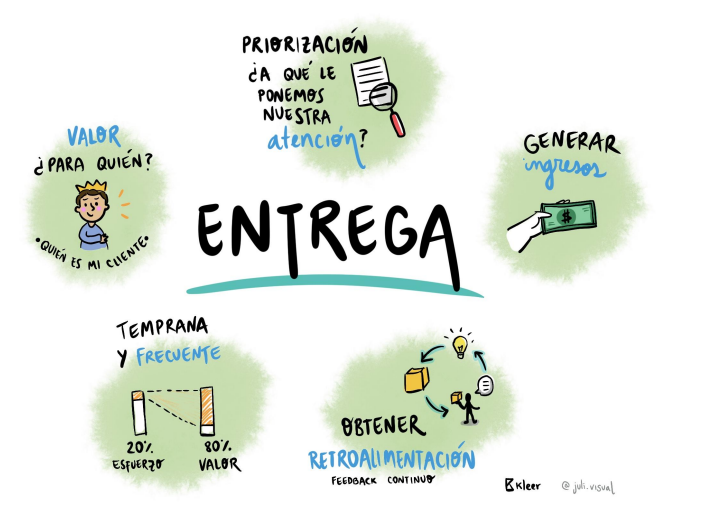 PRIORIZACIÓN
¿A QUÉ LE
PONEMOS
NUESTRA
atención?
VALOR
¿PARA QUIÉN?
•QUIÉN ES MI CLIENTE•
GENERAR
ingresos
$
ENTREGA
TEMPRANA
Y FRECUENTE
20%
ESFUERZO
80%
VALOR
OBTENER
RETROALIMENTACIÓN
FEEDBACK CONTINUO
Kleer
@juli.visual